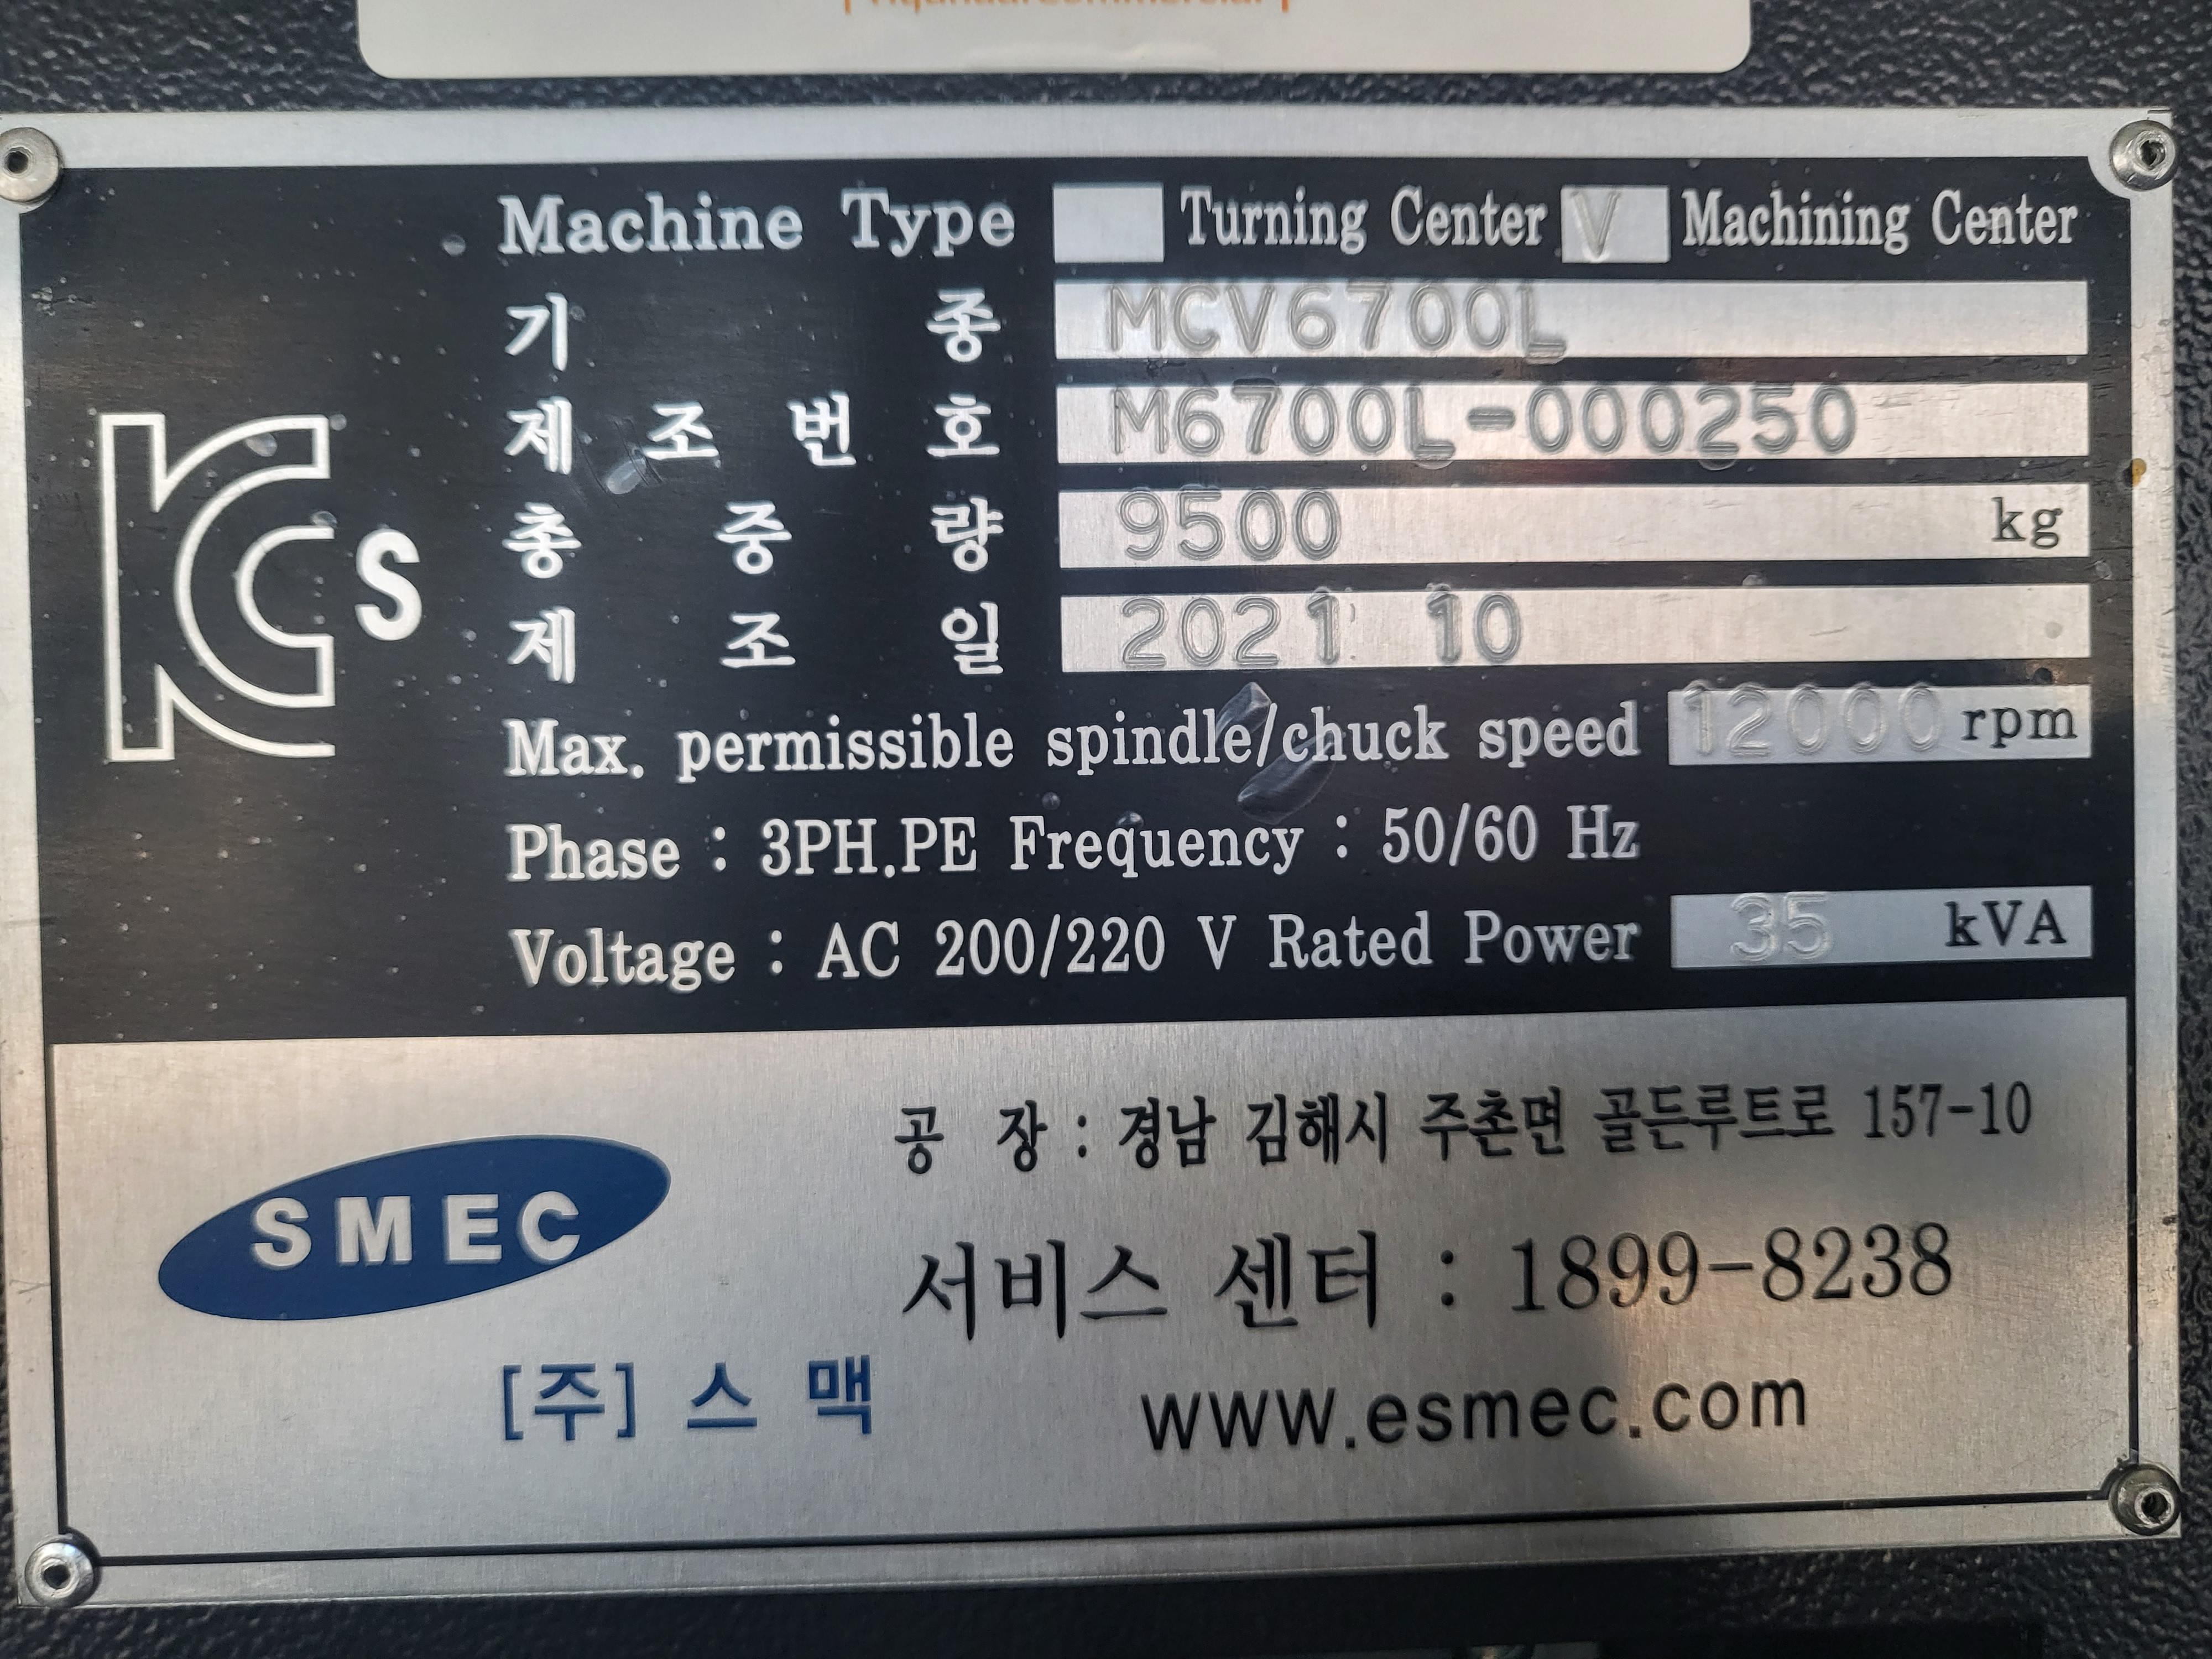 Machine Type Turning Center V Machining Center
기 종 MCV6700L
제 조 번 호 M6700L-000250
총 중 량 9500 kg
제 조 일 2021 10
Max. permissible spindle/chuck speed 12000 rpm
Phase : 3PH.PE Frequency : 50/60 Hz
Voltage : AC 200/220 V Rated Power 35 kVA
KCs
공 장 : 경남 김해시 주촌면 골든루트로 157-10
SMEC
서비스 센터 : 1899-8238
[주] 스 맥
www.esmec.com